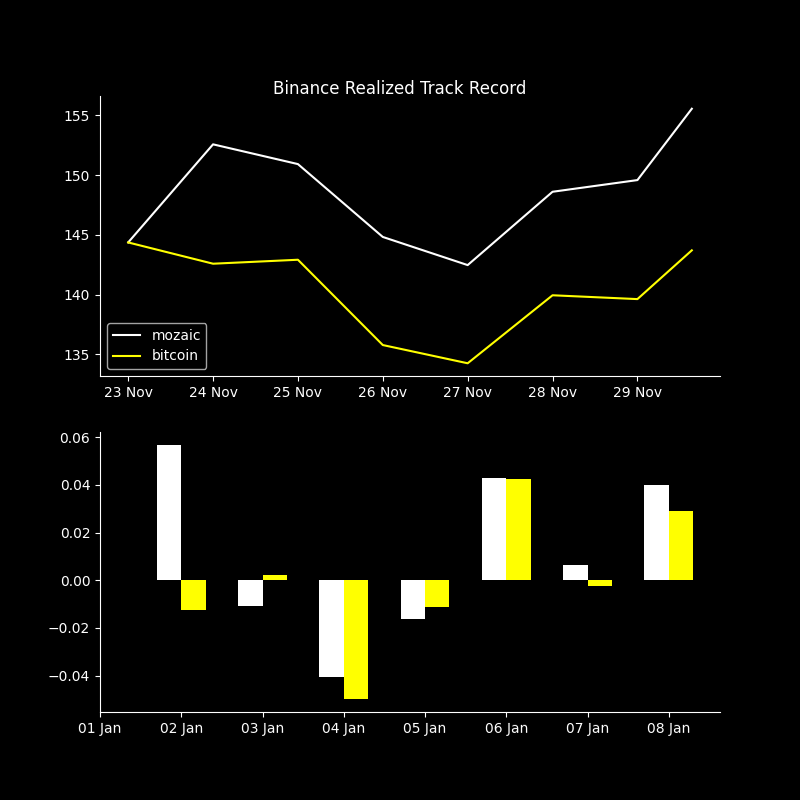 Binance Realized Track Record
155
150
145
140
135
mozaic
bitcoin
23 Nov 24 Nov 25 Nov 26 Nov 27 Nov 28 Nov 29 Nov
0.06
0.04
0.02
0.00
−0.02
−0.04
01 Jan 02 Jan 03 Jan 04 Jan 05 Jan 06 Jan 07 Jan 08 Jan